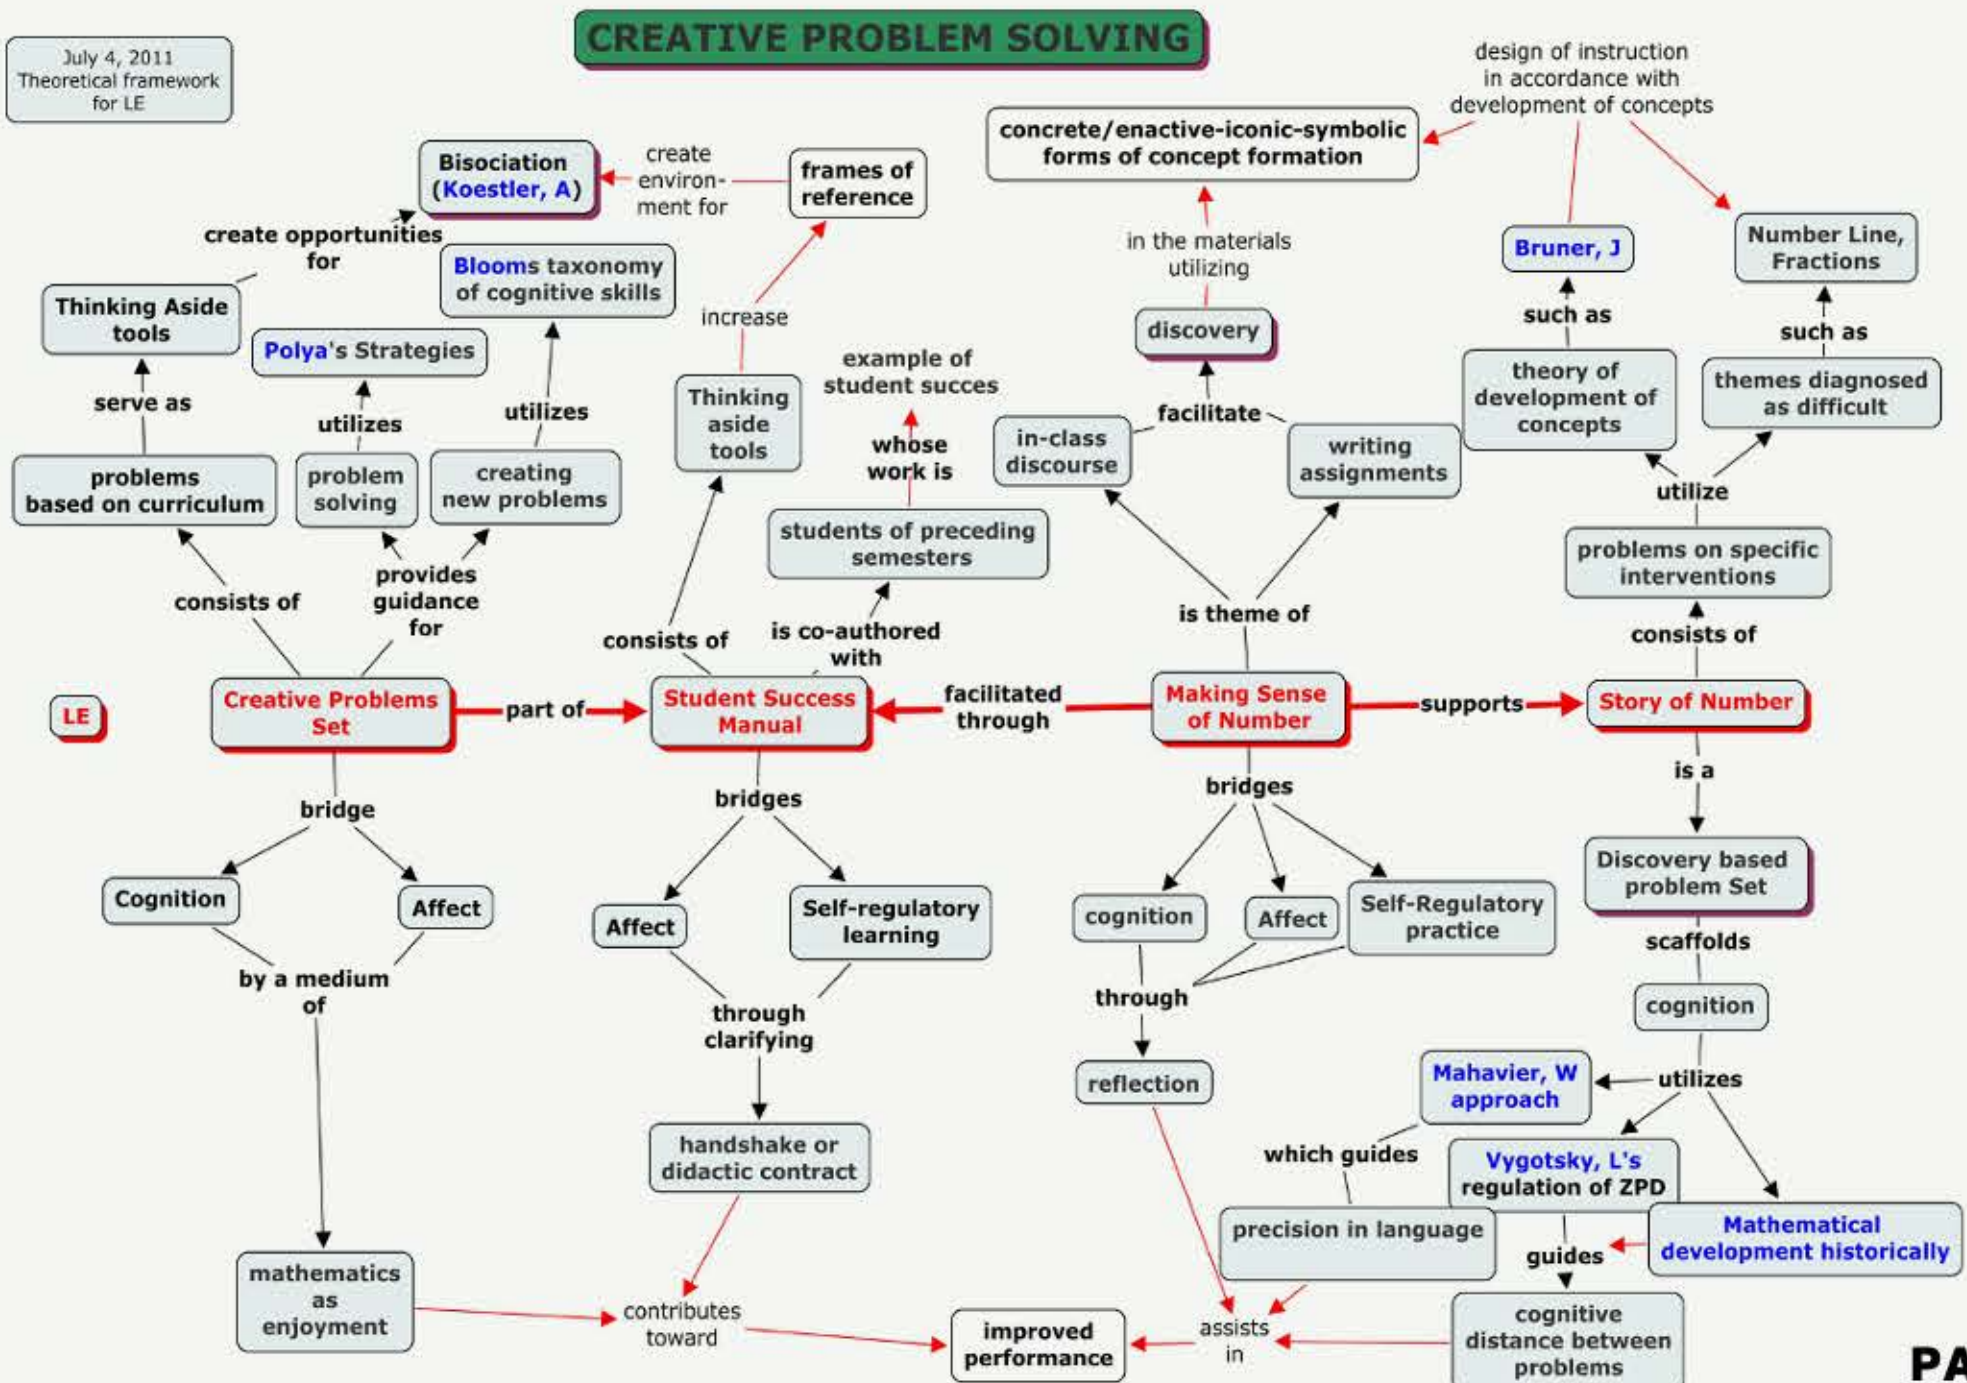 CREATIVE PROBLEM SOLVING
July 4, 2011
Theoretical framework
for LE
design of instruction
in accordance with
development of concepts
concrete/enactive-iconic-symbolic
forms of concept formation
Bisociation
(Koestler, A)
create
environ-
ment for
frames of
reference
create opportunities
for
Blooms taxonomy
of cognitive skills
in the materials
utilizing
Bruner, J
Number Line,
Fractions
Thinking Aside
tools
Polya's Strategies
increase
discovery
such as
such as
example of
student succes
theory of
development of
concepts
themes diagnosed
as difficult
serve as
utilizes
utilizes
Thinking
aside
tools
whose
work is
facilitate
in-class
discourse
writing
assignments
problems
based on curriculum
problem
solving
creating
new problems
utilize
students of preceding
semesters
problems on specific
interventions
consists of
provides
guidance
for
consists of
is co-authored
with
is theme of
consists of
LE
Creative Problems
Set
part of
Student Success
Manual
facilitated
through
Making Sense
of Number
supports
Story of Number
bridge
bridges
bridges
is a
Cognition
Affect
Affect
Self-regulatory
learning
cognition
Affect
Self-Regulatory
practice
Discovery based
problem Set
scaffolds
by a medium
of
through
clarifying
through
cognition
reflection
Mahavier, W
approach
utilizes
handshake or
didactic contract
which guides
Vygotsky, L's
regulation of ZPD
precision in language
Mathematical
development historically
guides
mathematics
as
enjoyment
contributes
toward
improved
performance
assists
in
cognitive
distance between
problems
PA